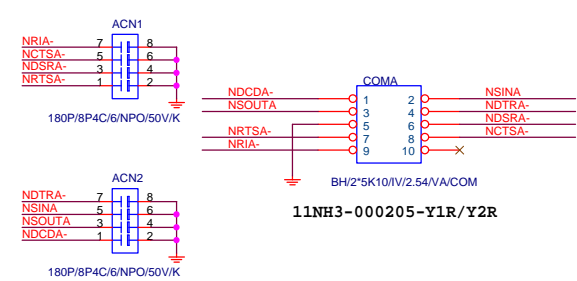 ACN1
NRIA- 7 8
NCTSA- 5 6
NDSRA- 3 4
NRTSA- 1 2
180P/8P4C/6/NPO/50V/K
COMA
NDCDA- 1 2 NSINA
NSOUTA 3 4 NDTRA-
5 6 NDSRA-
NRTSA- 7 8 NCTSA-
NRIA- 9 10
BH/2*5K10/IV/2.54/VA/COM
11NH3-000205-Y1R/Y2R
ACN2
NDTRA- 7 8
NSINA 5 6
NSOUTA 3 4
NDCDA- 1 2
180P/8P4C/6/NPO/50V/K